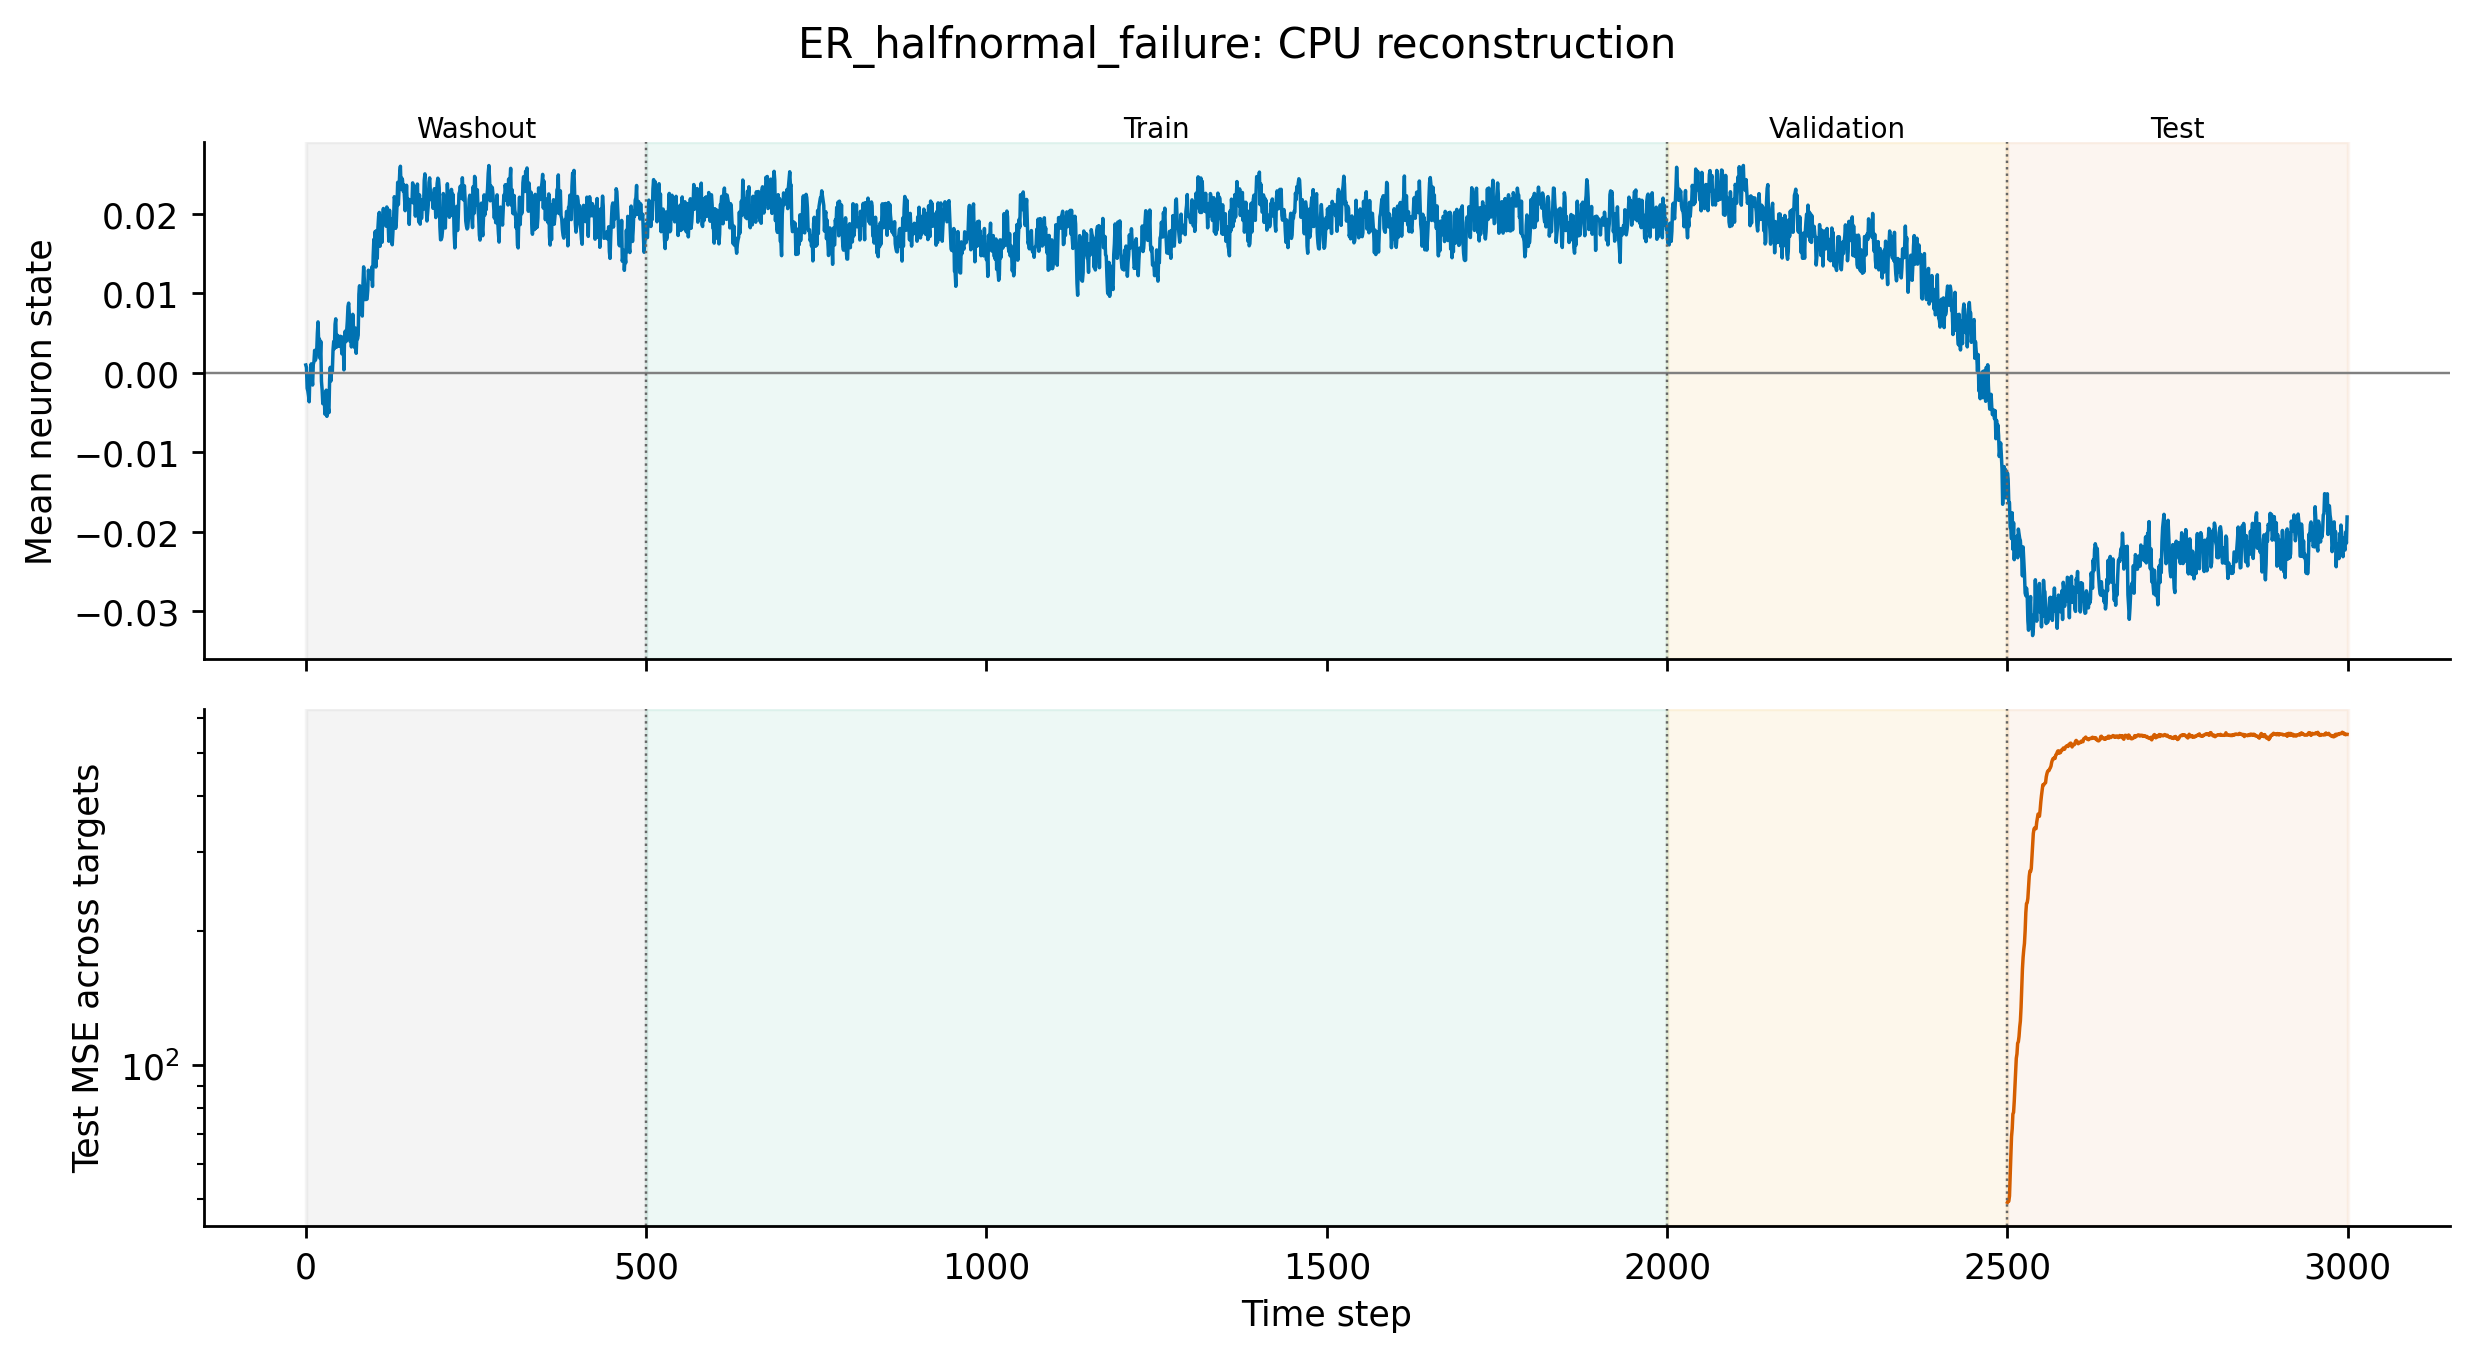 ER_halfnormal_failure: CPU reconstruction
Washout Train Validation Test
Mean neuron state
0.02
0.01
0.00
−0.01
−0.02
−0.03
Test MSE across targets
10²
0 500 1000 1500 2000 2500 3000
Time step